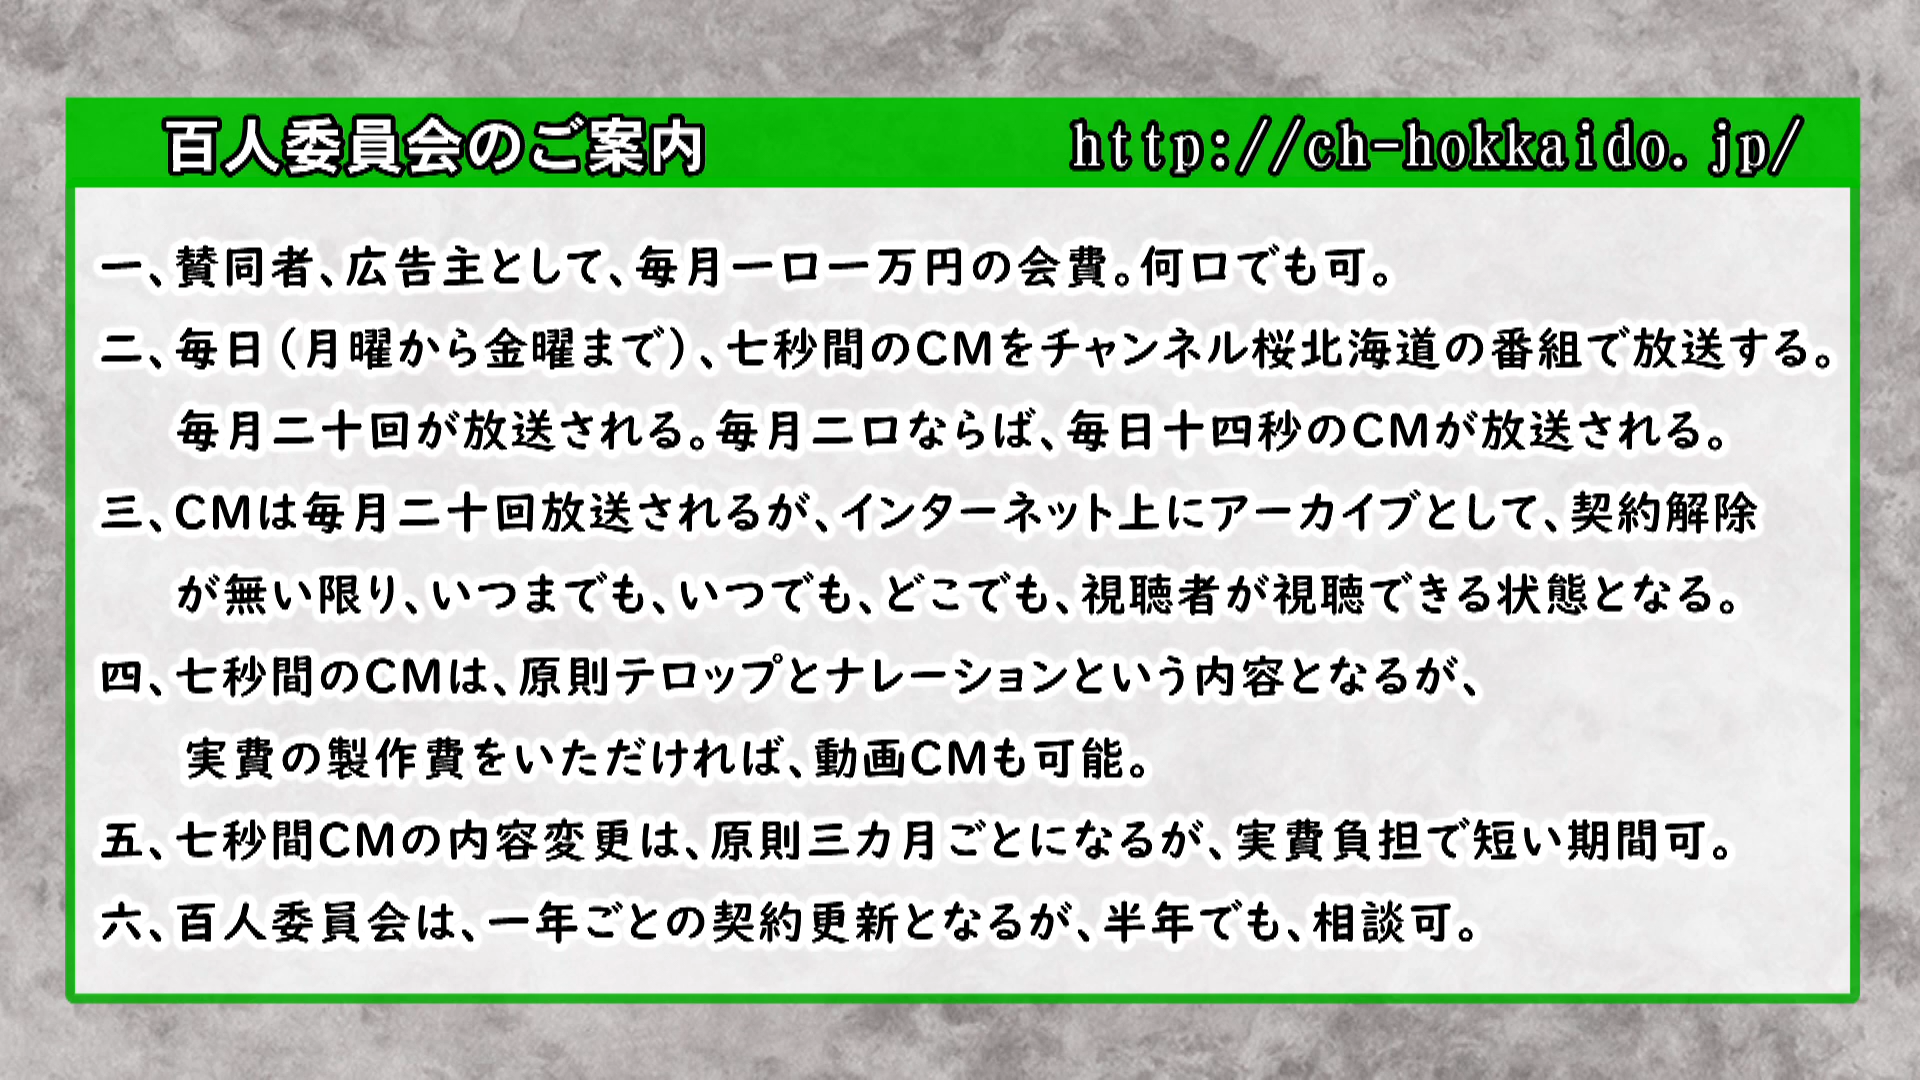 百人委員会のご案内
http://ch-hokkaido.jp/
一、賛同者、広告主として、毎月一口一万円の会費。何口でも可。
二、毎日（月曜から金曜まで）、七秒間のCMをチャンネル桜北海道の番組で放送する。
毎月二十回が放送される。毎月二口ならば、毎日十四秒のCMが放送される。
三、CMは毎月二十回放送されるが、インターネット上にアーカイブとして、契約解除
が無い限り、いつまでも、いつでも、どこでも、視聴者が視聴できる状態となる。
四、七秒間のCMは、原則テロップとナレーションという内容となるが、
実費の製作費をいただければ、動画CMも可能。
五、七秒間CMの内容変更は、原則三カ月ごとになるが、実費負担で短い期間可。
六、百人委員会は、一年ごとの契約更新となるが、半年でも、相談可。